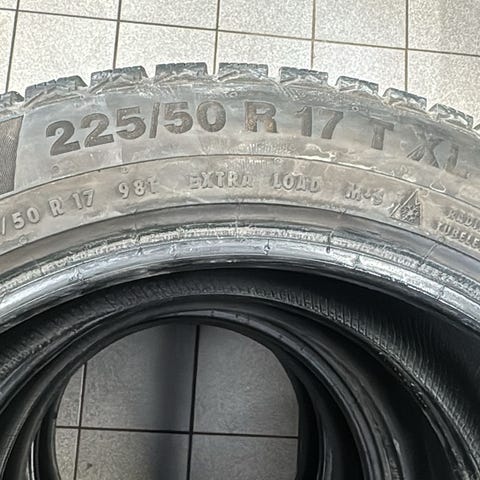 225/50 R 17 T XL
/50 R 17 98T EXTRA LOAD M+S